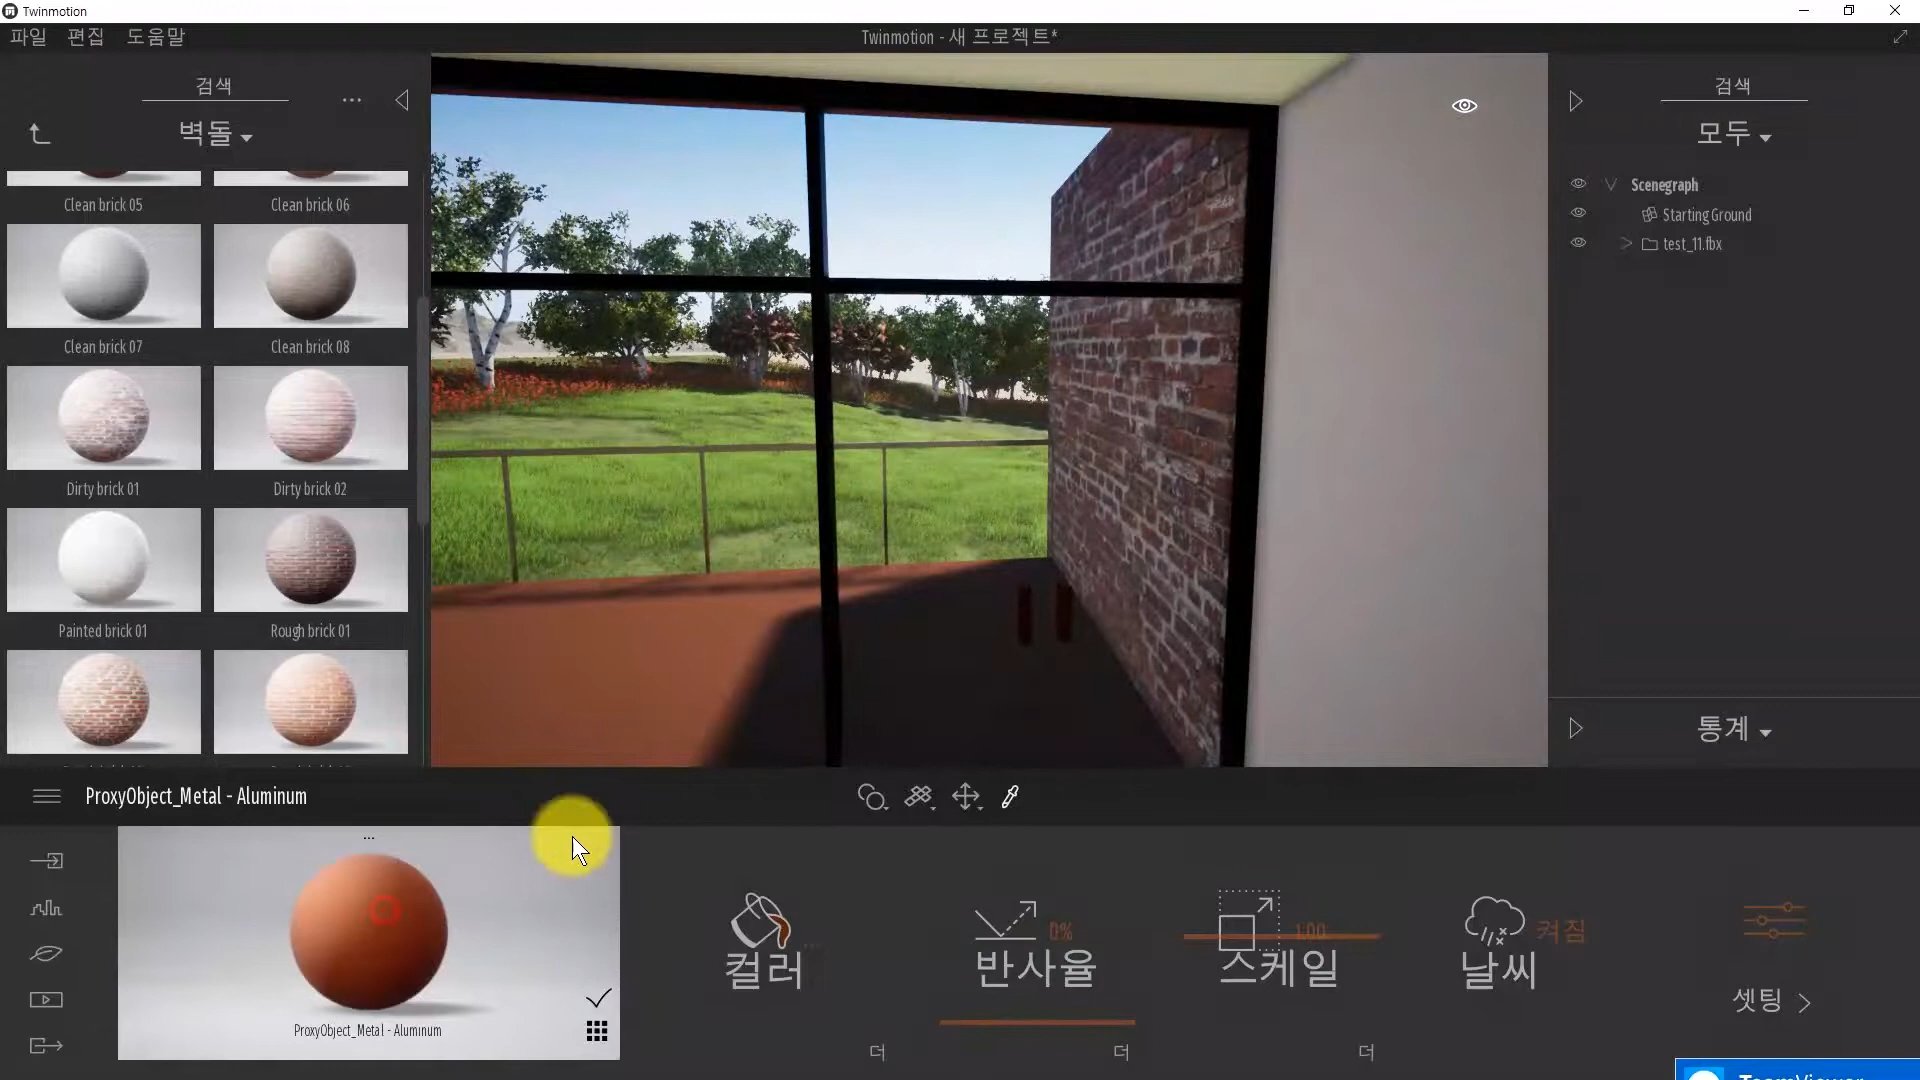 Twinmotion
파일 편집 도움말
Twinmotion - 새 프로젝트*
검색
...
벽돌
Clean brick 05
Clean brick 06
Clean brick 07
Clean brick 08
Dirty brick 01
Dirty brick 02
Painted brick 01
Rough brick 01
검색
모두
Scenegraph
Starting Ground
test_11.fbx
통계
ProxyObject_Metal - Aluminum
...
ProxyObject_Metal - Aluminum
컬러
더
0%
반사율
더
1.00
스케일
더
켜짐
날씨
셋팅
TeamViewer